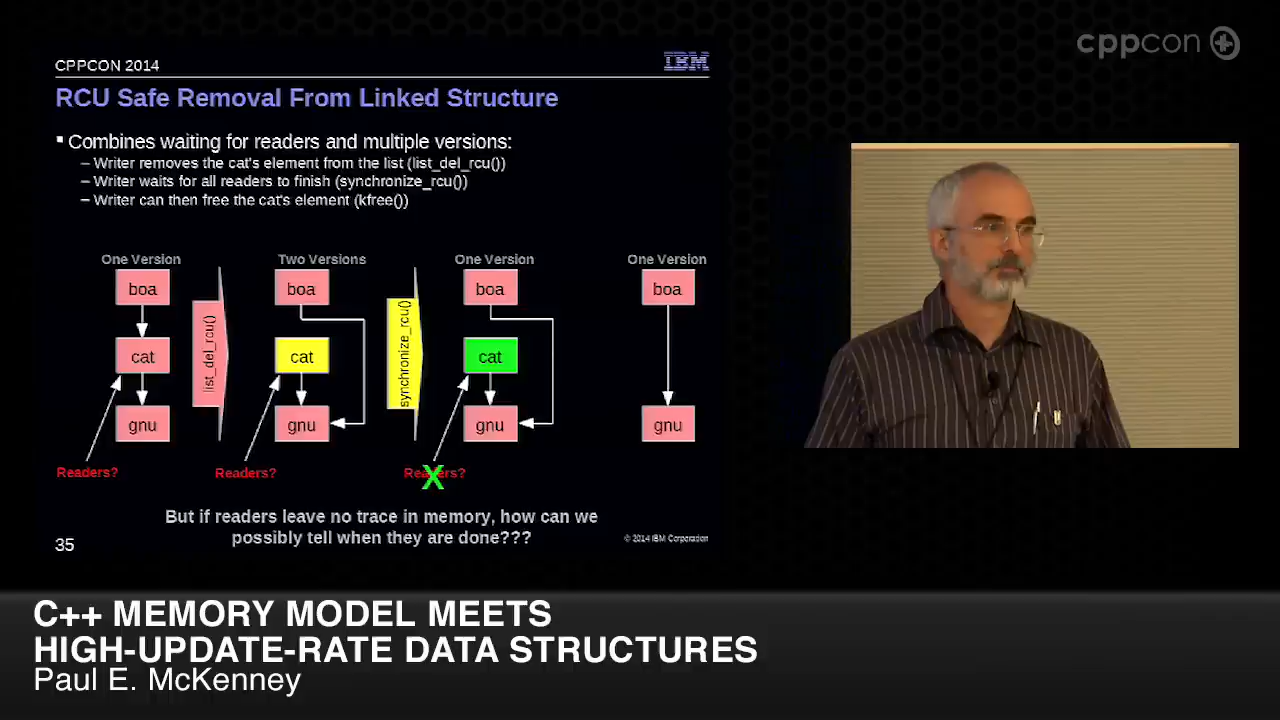 cppcon
CPPCON 2014
IBM
RCU Safe Removal From Linked Structure
Combines waiting for readers and multiple versions:
– Writer removes the cat's element from the list (list_del_rcu())
– Writer waits for all readers to finish (synchronize_rcu())
– Writer can then free the cat's element (kfree())
One Version
Two Versions
One Version
One Version
boa
boa
boa
boa
list_del_rcu()
synchronize_rcu()
cat
cat
cat
gnu
gnu
gnu
gnu
Readers?
Readers?
Readers?
X
But if readers leave no trace in memory, how can we
possibly tell when they are done???
© 2014 IBM Corporation
35
C++ MEMORY MODEL MEETS
HIGH-UPDATE-RATE DATA STRUCTURES
Paul E. McKenney